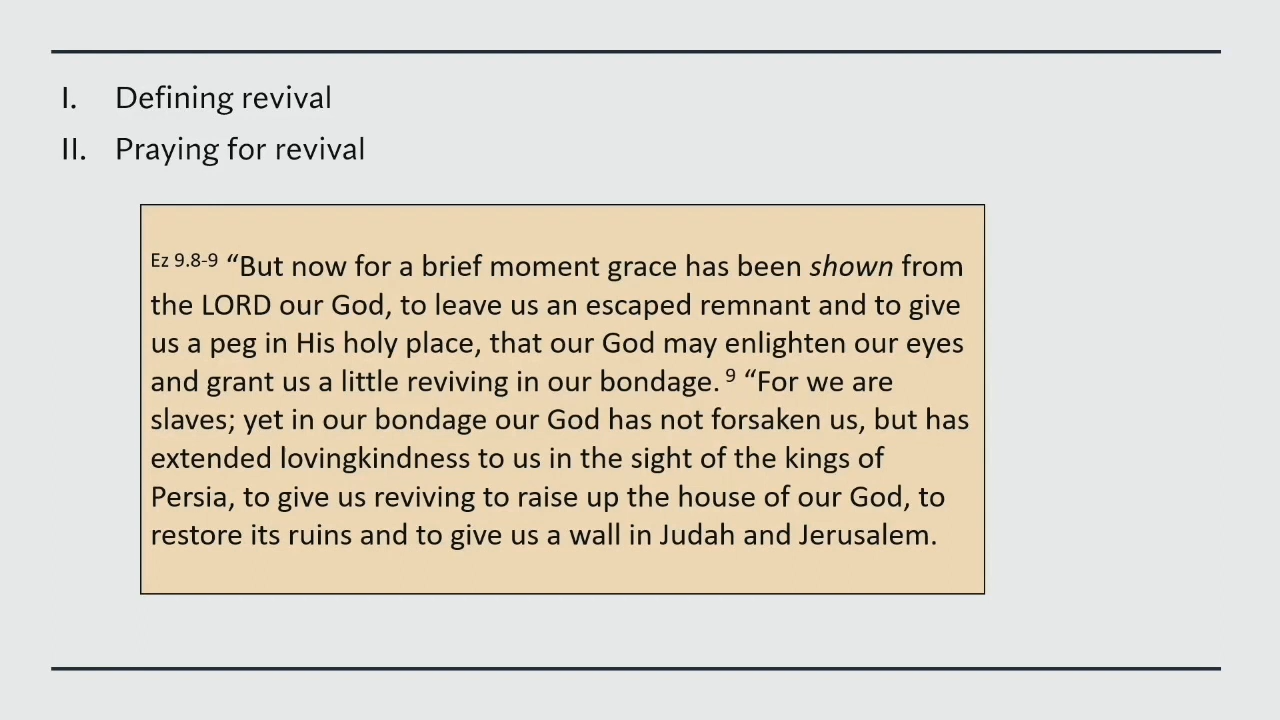 I. Defining revival
II. Praying for revival
Ez 9.8-9 “But now for a brief moment grace has been shown from
the LORD our God, to leave us an escaped remnant and to give
us a peg in His holy place, that our God may enlighten our eyes
and grant us a little reviving in our bondage. 9 “For we are
slaves; yet in our bondage our God has not forsaken us, but has
extended lovingkindness to us in the sight of the kings of
Persia, to give us reviving to raise up the house of our God, to
restore its ruins and to give us a wall in Judah and Jerusalem.